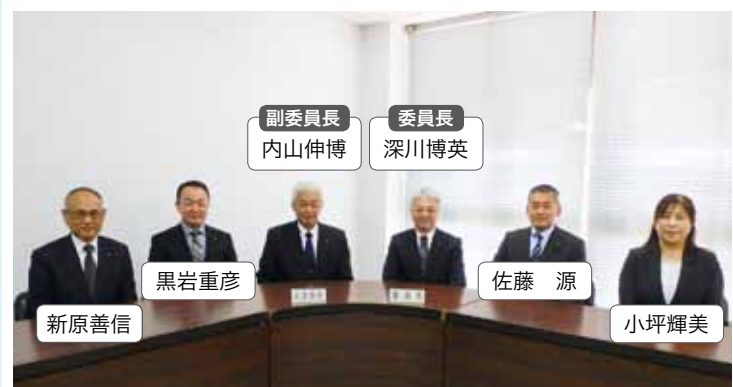 副委員長
内山伸博
委員長
深川博英
新原善信
黒岩重彦
佐藤　源
小坪輝美